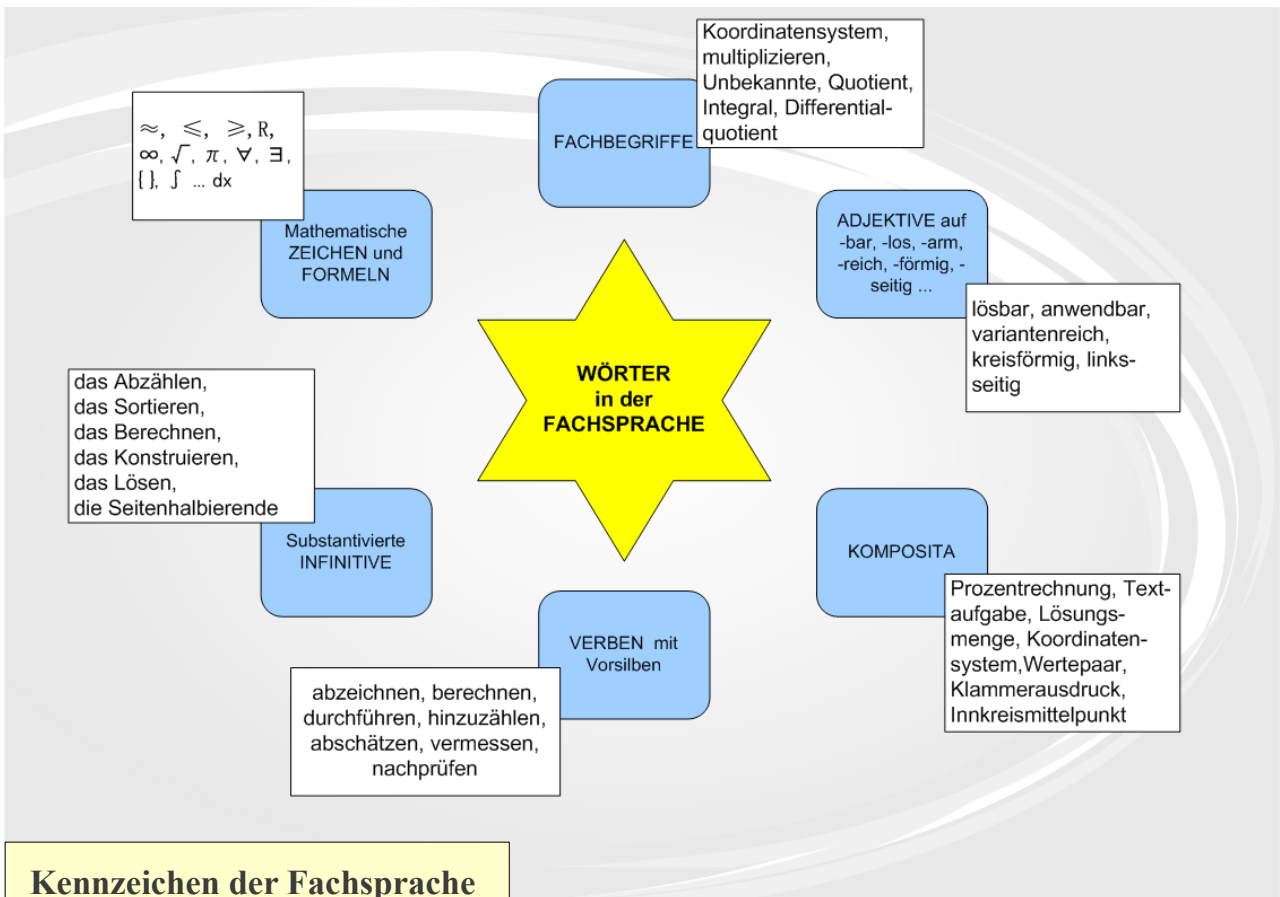 Koordinatensystem,
multiplizieren,
Unbekannte, Quotient,
Integral, Differential-
quotient
FACHBEGRIFFE
≈, ⩽, ⩾, R,
∞, √, π, ∀, ∃,
{ }, ∫ ... dx
Mathematische
ZEICHEN und
FORMELN
ADJEKTIVE auf
-bar, -los, -arm,
-reich, -förmig, -
seitig ...
lösbar, anwendbar,
variantenreich,
kreisförmig, links-
seitig
WÖRTER
in der
FACHSPRACHE
das Abzählen,
das Sortieren,
das Berechnen,
das Konstruieren,
das Lösen,
die Seitenhalbierende
Substantivierte
INFINITIVE
KOMPOSITA
Prozentrechnung, Text-
aufgabe, Lösungs-
menge, Koordinaten-
system,Wertepaar,
Klammerausdruck,
Innkreismittelpunkt
VERBEN mit
Vorsilben
abzeichnen, berechnen,
durchführen, hinzuzählen,
abschätzen, vermessen,
nachprüfen
Kennzeichen der Fachsprache